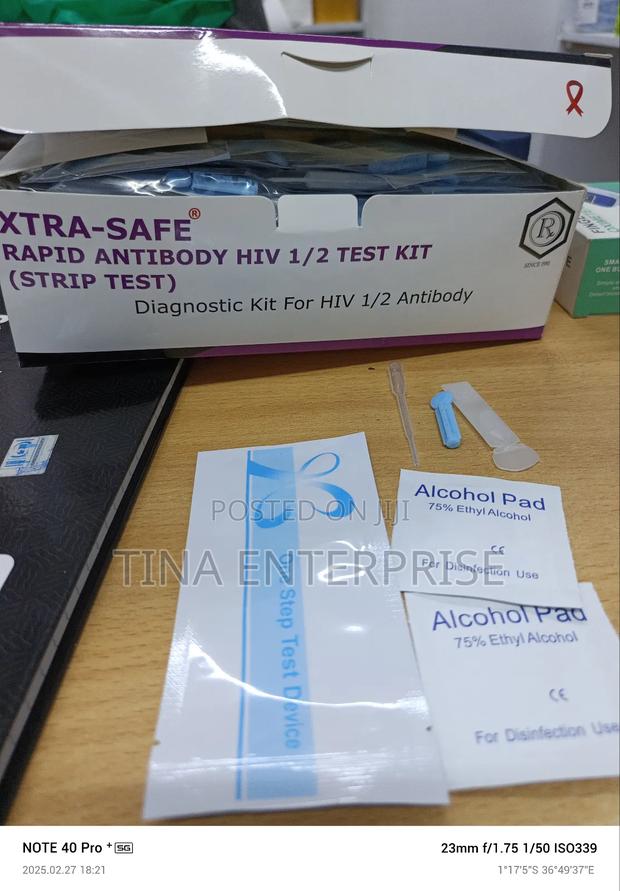 XTRA-SAFE®
RAPID ANTIBODY HIV 1/2 TEST KIT
(STRIP TEST)
Diagnostic Kit For HIV 1/2 Antibody
R
SINCE 1981
Alcohol Pad
75% Ethyl Alcohol
CE
For Disinfection Use
Alcohol Pad
75% Ethyl Alcohol
CE
For Disinfection Use
One Step Test Device
POSTED ON JIJI
TINA ENTERPRISE
NOTE 40 Pro+ 5G
23mm f/1.75 1/50 ISO339
2025.02.27 18:21
1°17'5"S 36°49'37"E